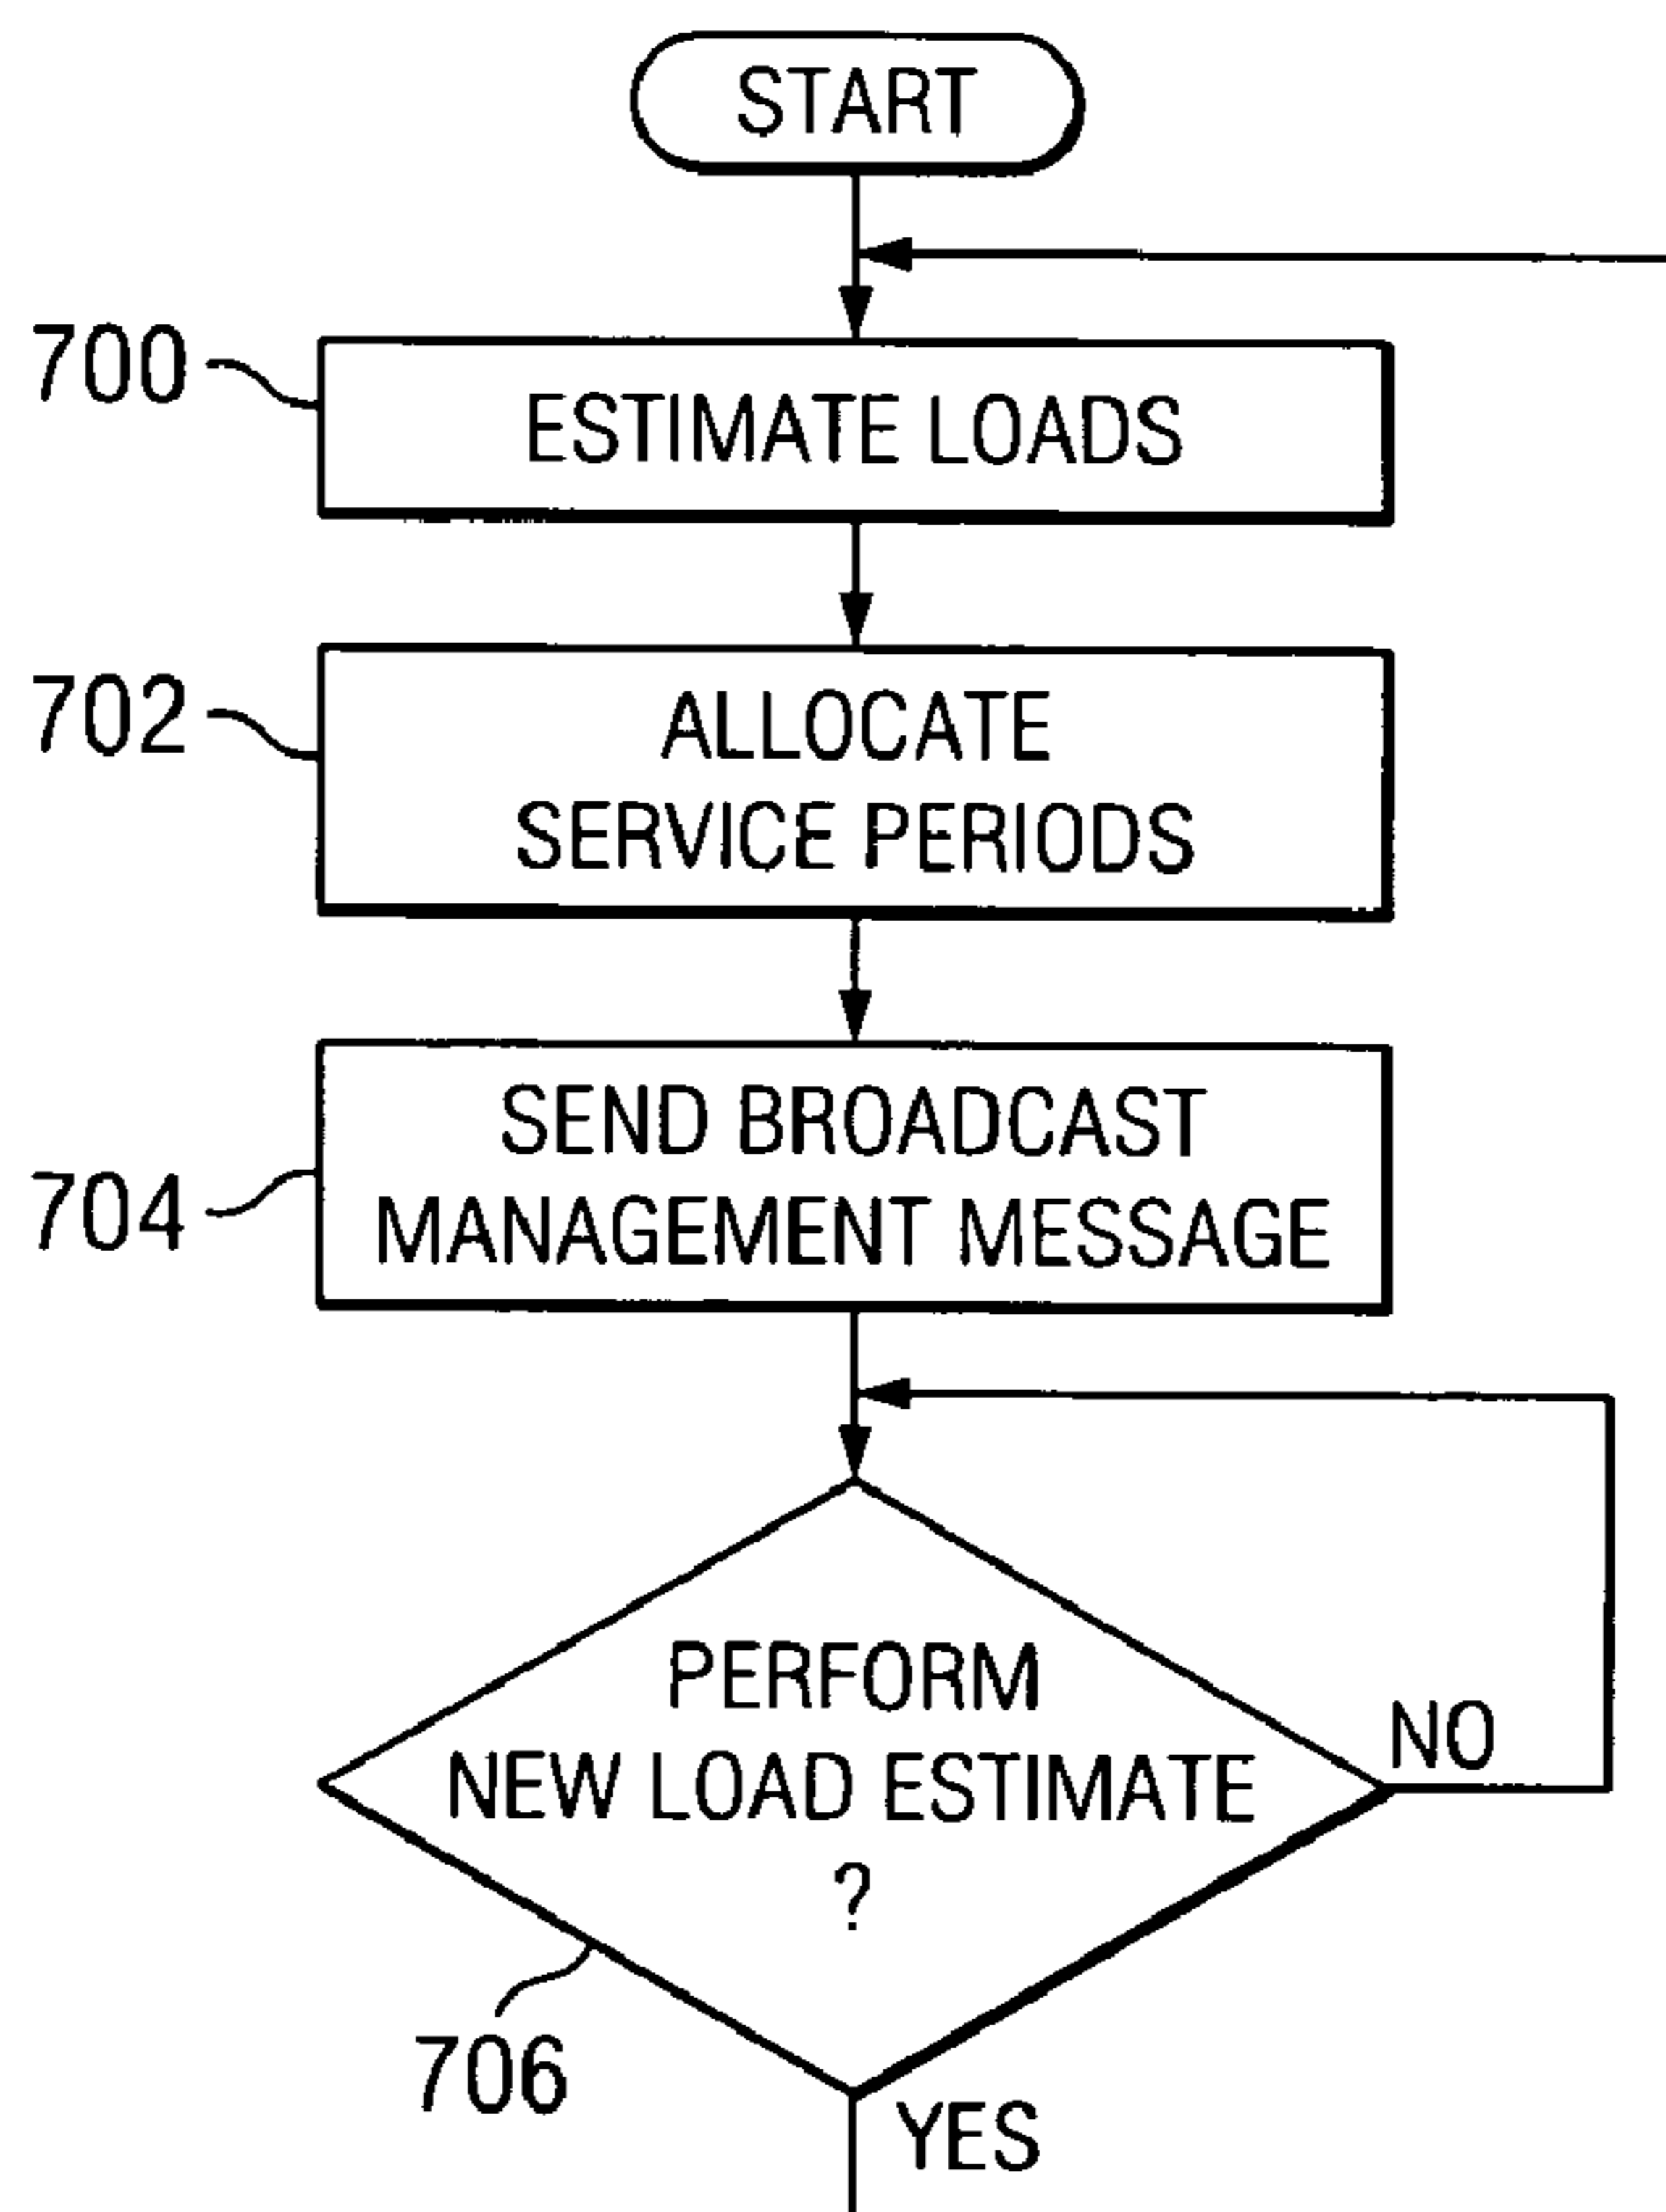 START
700
ESTIMATE LOADS
702
ALLOCATE
SERVICE PERIODS
704
SEND BROADCAST
MANAGEMENT MESSAGE
PERFORM
NEW LOAD ESTIMATE
?
NO
706
YES